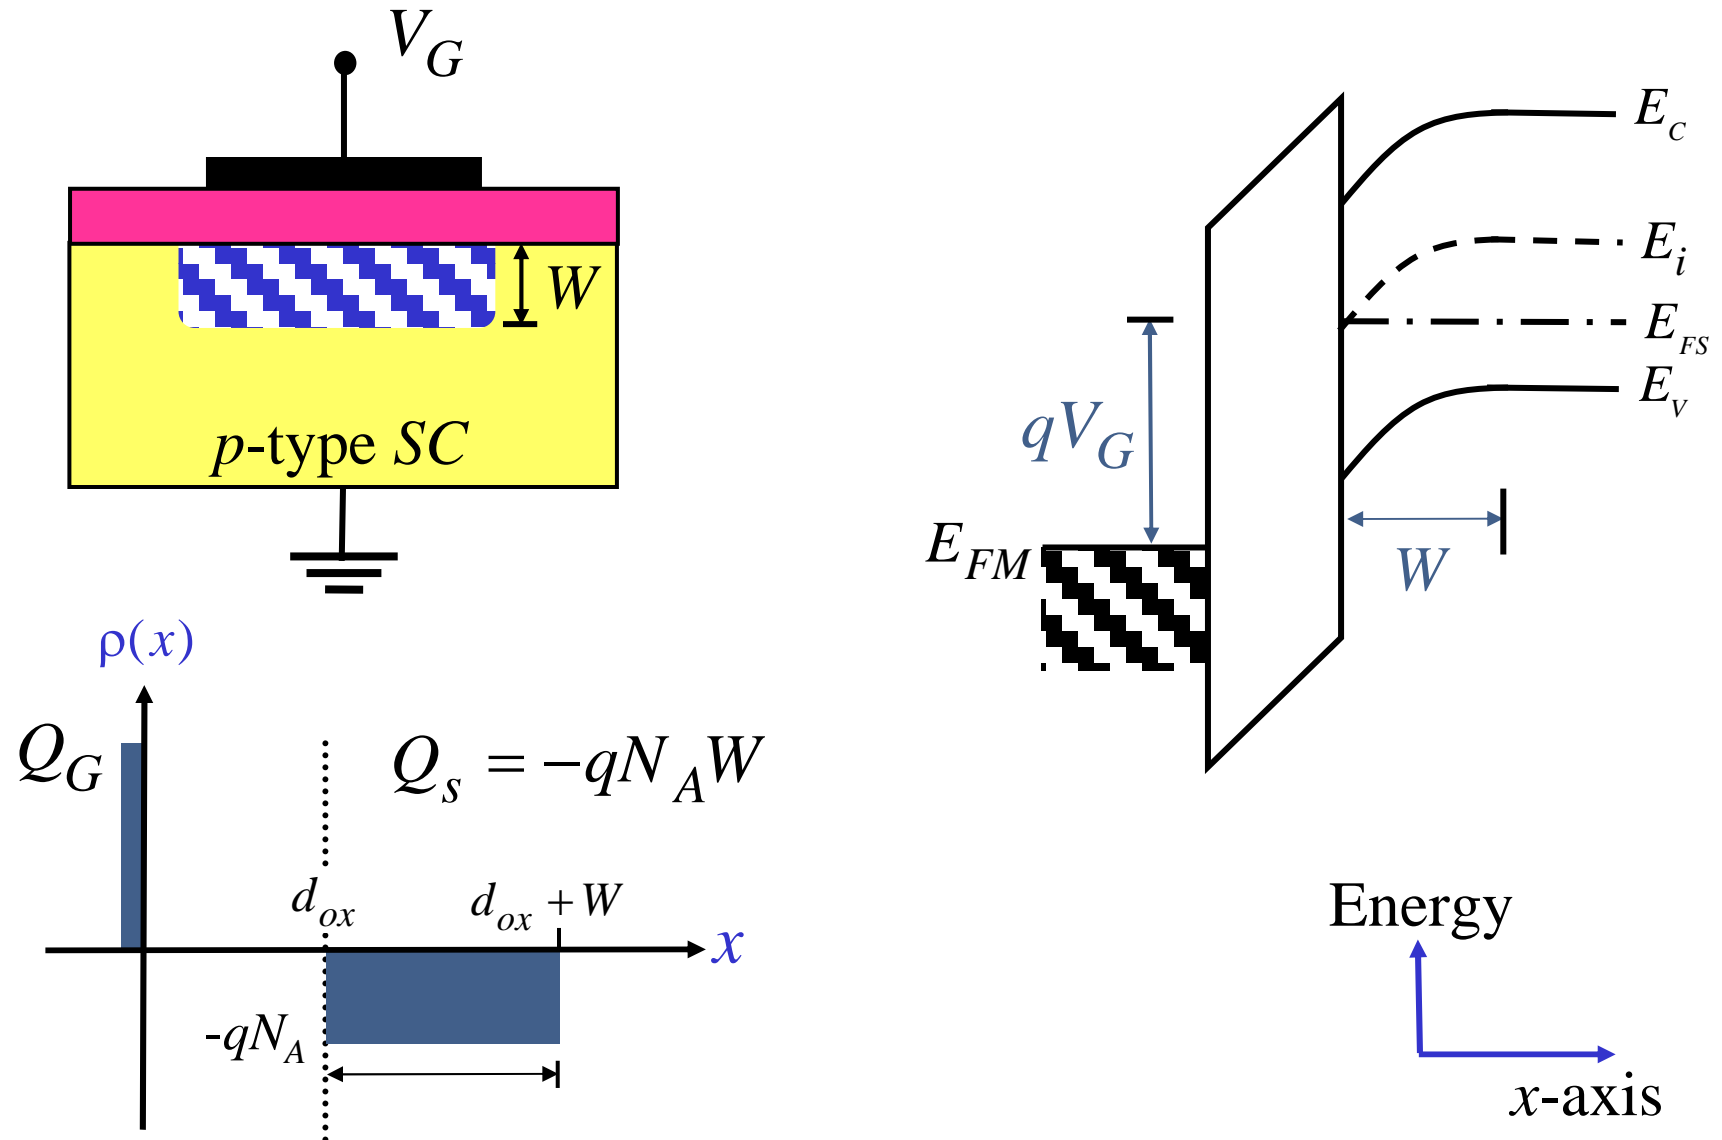 V_G
W
p-type SC
ρ(x)
Q_G
Q_s = −qN_A W
d_ox
d_ox + W
x
-qN_A
E_C
E_i
E_FS
E_V
qV_G
E_FM
W
Energy
x-axis